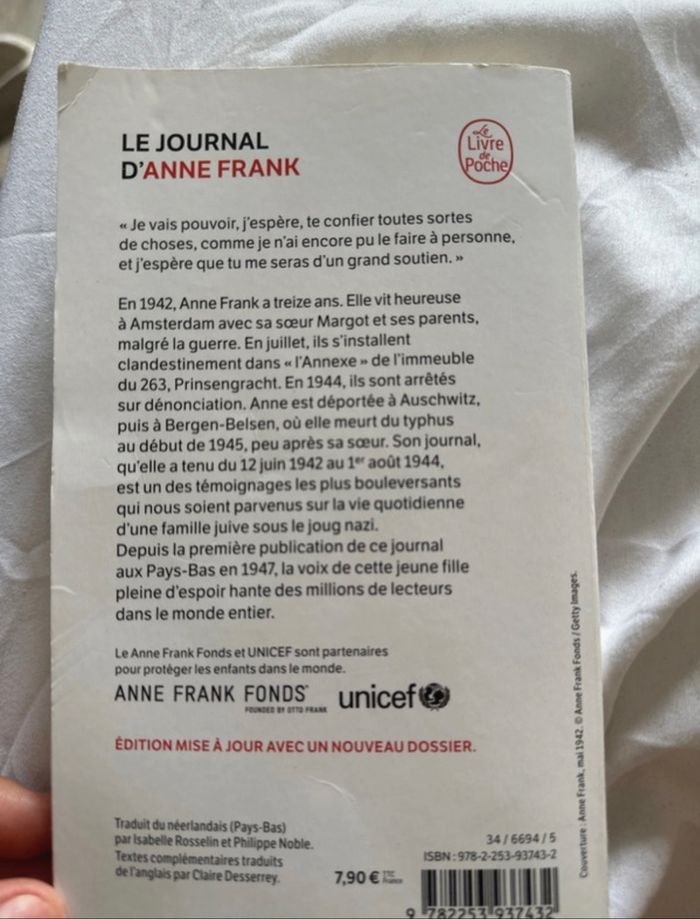 LE JOURNAL
D'ANNE FRANK
Le
Livre
de
Poche
« Je vais pouvoir, j'espère, te confier toutes sortes
de choses, comme je n'ai encore pu le faire à personne,
et j'espère que tu me seras d'un grand soutien. »
En 1942, Anne Frank a treize ans. Elle vit heureuse
à Amsterdam avec sa sœur Margot et ses parents,
malgré la guerre. En juillet, ils s'installent
clandestinement dans « l'Annexe » de l'immeuble
du 263, Prinsengracht. En 1944, ils sont arrêtés
sur dénonciation. Anne est déportée à Auschwitz,
puis à Bergen-Belsen, où elle meurt du typhus
au début de 1945, peu après sa sœur. Son journal,
qu'elle a tenu du 12 juin 1942 au 1er août 1944,
est un des témoignages les plus bouleversants
qui nous soient parvenus sur la vie quotidienne
d'une famille juive sous le joug nazi.
Depuis la première publication de ce journal
aux Pays-Bas en 1947, la voix de cette jeune fille
pleine d'espoir hante des millions de lecteurs
dans le monde entier.
Le Anne Frank Fonds et UNICEF sont partenaires
pour protéger les enfants dans le monde.
ANNE FRANK FONDS
FOUNDED BY OTTO FRANK
unicef
ÉDITION MISE À JOUR AVEC UN NOUVEAU DOSSIER.
Traduit du néerlandais (Pays-Bas)
par Isabelle Rosselin et Philippe Noble.
Textes complémentaires traduits
de l'anglais par Claire Desserrey.
7,90 € TTC
France
34 / 6694 / 5
ISBN : 978-2-253-93743-2
9 782253 937432
Couverture : Anne Frank, mai 1942. © Anne Frank Fonds / Getty Images.